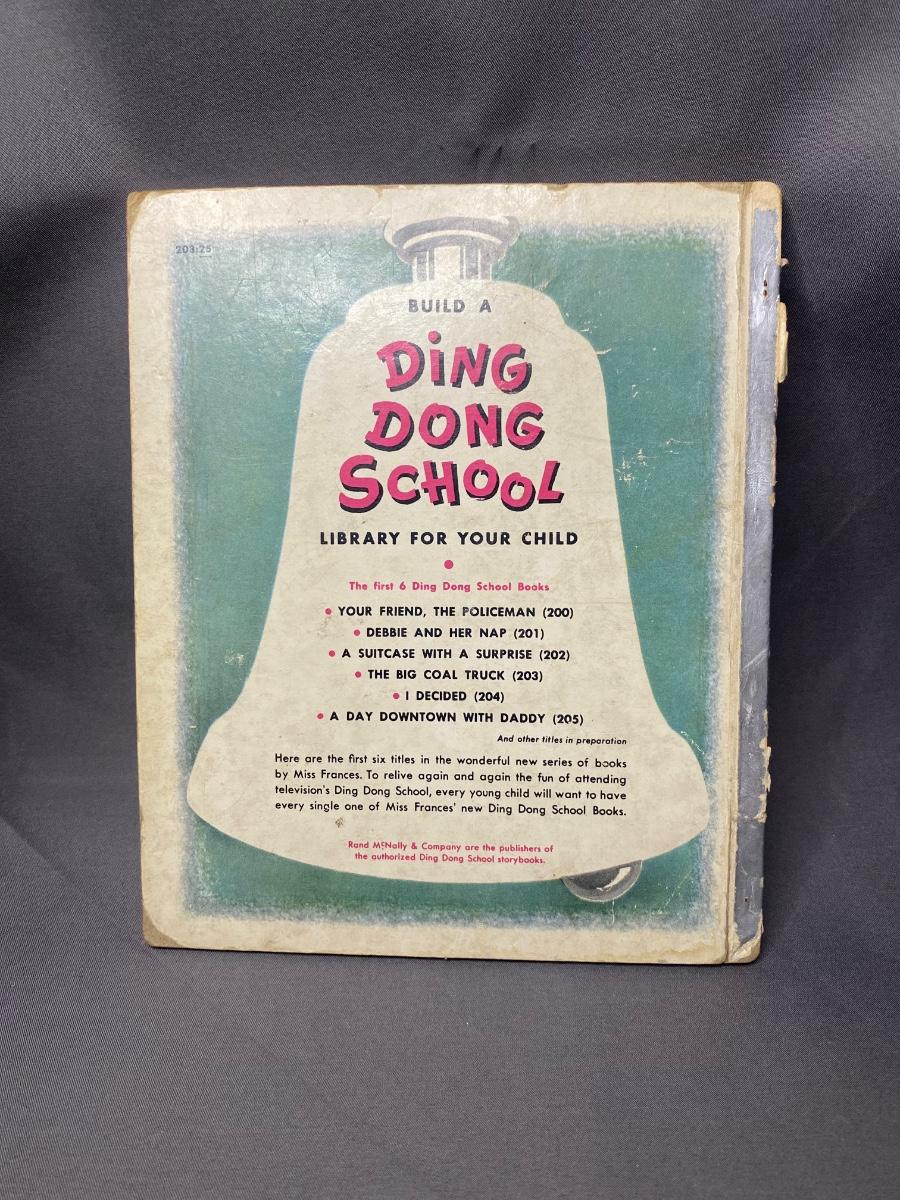 203:25
BUILD A
DiNG
DONG
SCHOOL
LIBRARY FOR YOUR CHILD
The first 6 Ding Dong School Books
• YOUR FRIEND, THE POLICEMAN (200)
• DEBBIE AND HER NAP (201)
• A SUITCASE WITH A SURPRISE (202)
• THE BIG COAL TRUCK (203)
• I DECIDED (204)
• A DAY DOWNTOWN WITH DADDY (205)
And other titles in preparation
Here are the first six titles in the wonderful new series of books
by Miss Frances. To relive again and again the fun of attending
television's Ding Dong School, every young child will want to have
every single one of Miss Frances' new Ding Dong School Books.
Rand McNally & Company are the publishers of
the authorized Ding Dong School storybooks.